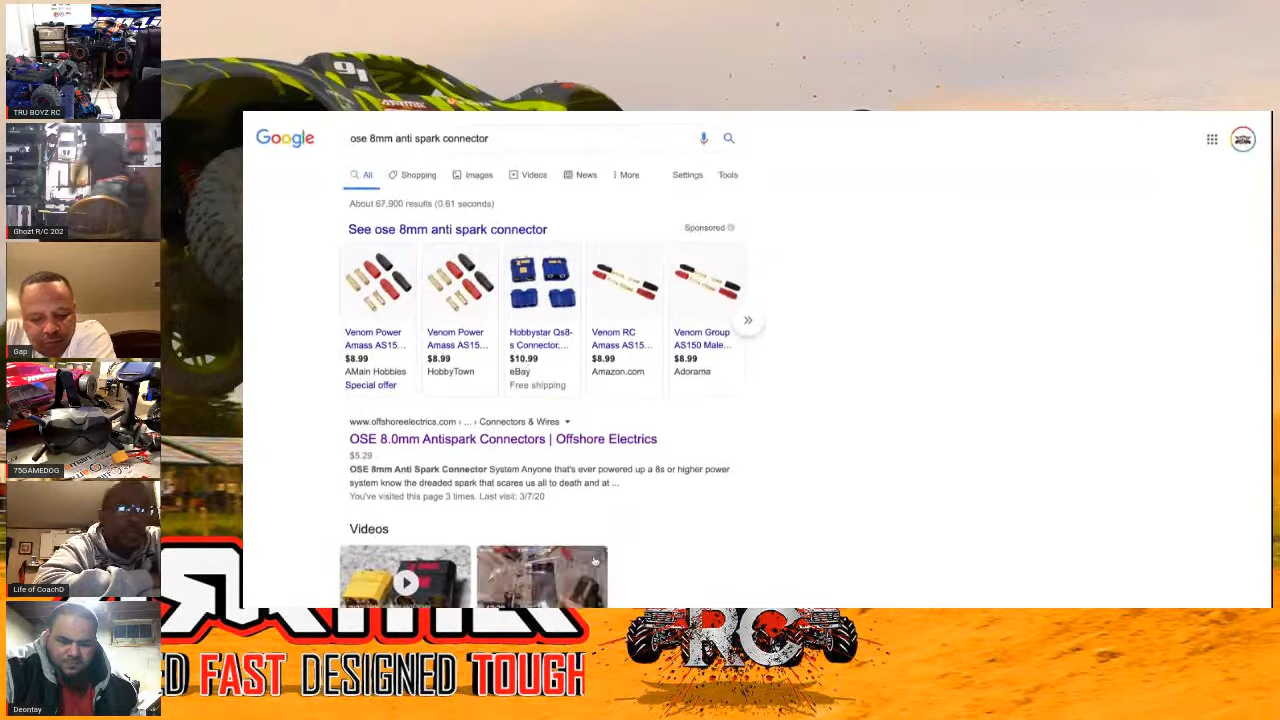 TRU BOYZ RC
Ghozt R/C 202
Gap
75GAMEDOG
Life of CoachD
Deontay
16
Google
ose 8mm anti spark connector
All
Shopping
Images
Videos
News
More
Settings
Tools
About 67,900 results (0.61 seconds)
See ose 8mm anti spark connector
Sponsored
Venom Power
Amass AS15...
$8.99
AMain Hobbies
Special offer
Venom Power
Amass AS15...
$8.99
HobbyTown
Hobbystar Qs8-
s Connector,...
$10.99
eBay
Free shipping
Venom RC
Amass AS15...
$8.99
Amazon.com
Venom Group
AS150 Male...
$8.99
Adorama
www.offshoreelectrics.com › ... › Connectors & Wires
OSE 8.0mm Antispark Connectors | Offshore Electrics
$5.29
OSE 8mm Anti Spark Connector System Anyone that's ever powered up a 8s or higher power
system know the dreaded spark that scares us all to death and at ...
You've visited this page 3 times. Last visit: 3/7/20
Videos
RC
ED FAST DESIGNED TOUGH